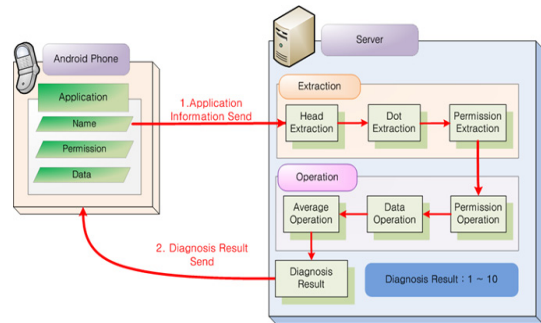 Android Phone
Application
Name
Permission
Data
1.Application
Information Send
2. Diagnosis Result
Send
Server
Extraction
Head
Extraction
Dot
Extraction
Permission
Extraction
Operation
Average
Operation
Data
Operation
Permission
Operation
Diagnosis
Result
Diagnosis Result : 1 ~ 10